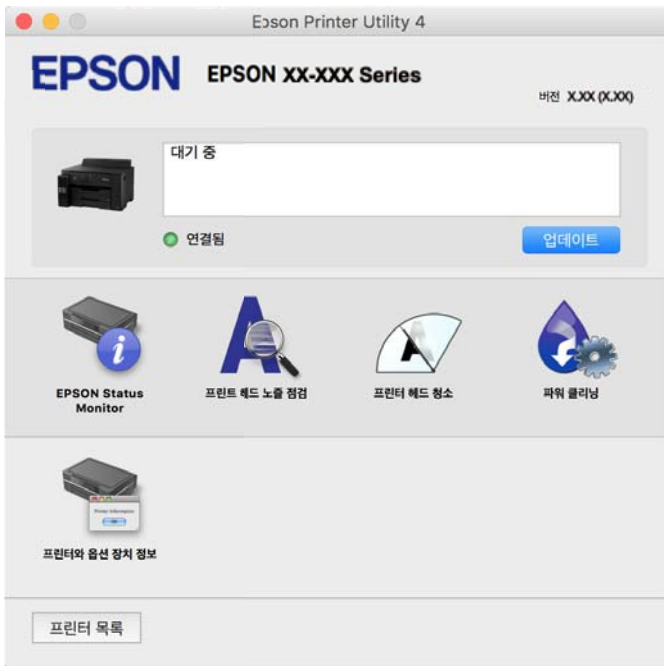 Epson Printer Utility 4
EPSON
EPSON XX-XXX Series
버전 X.XX (X.XX)
대기 중
연결됨
업데이트
EPSON Status
Monitor
프린트 헤드 노즐 점검
프린터 헤드 청소
파워 클리닝
Printer Information
OK
프린터와 옵션 장치 정보
프린터 목록